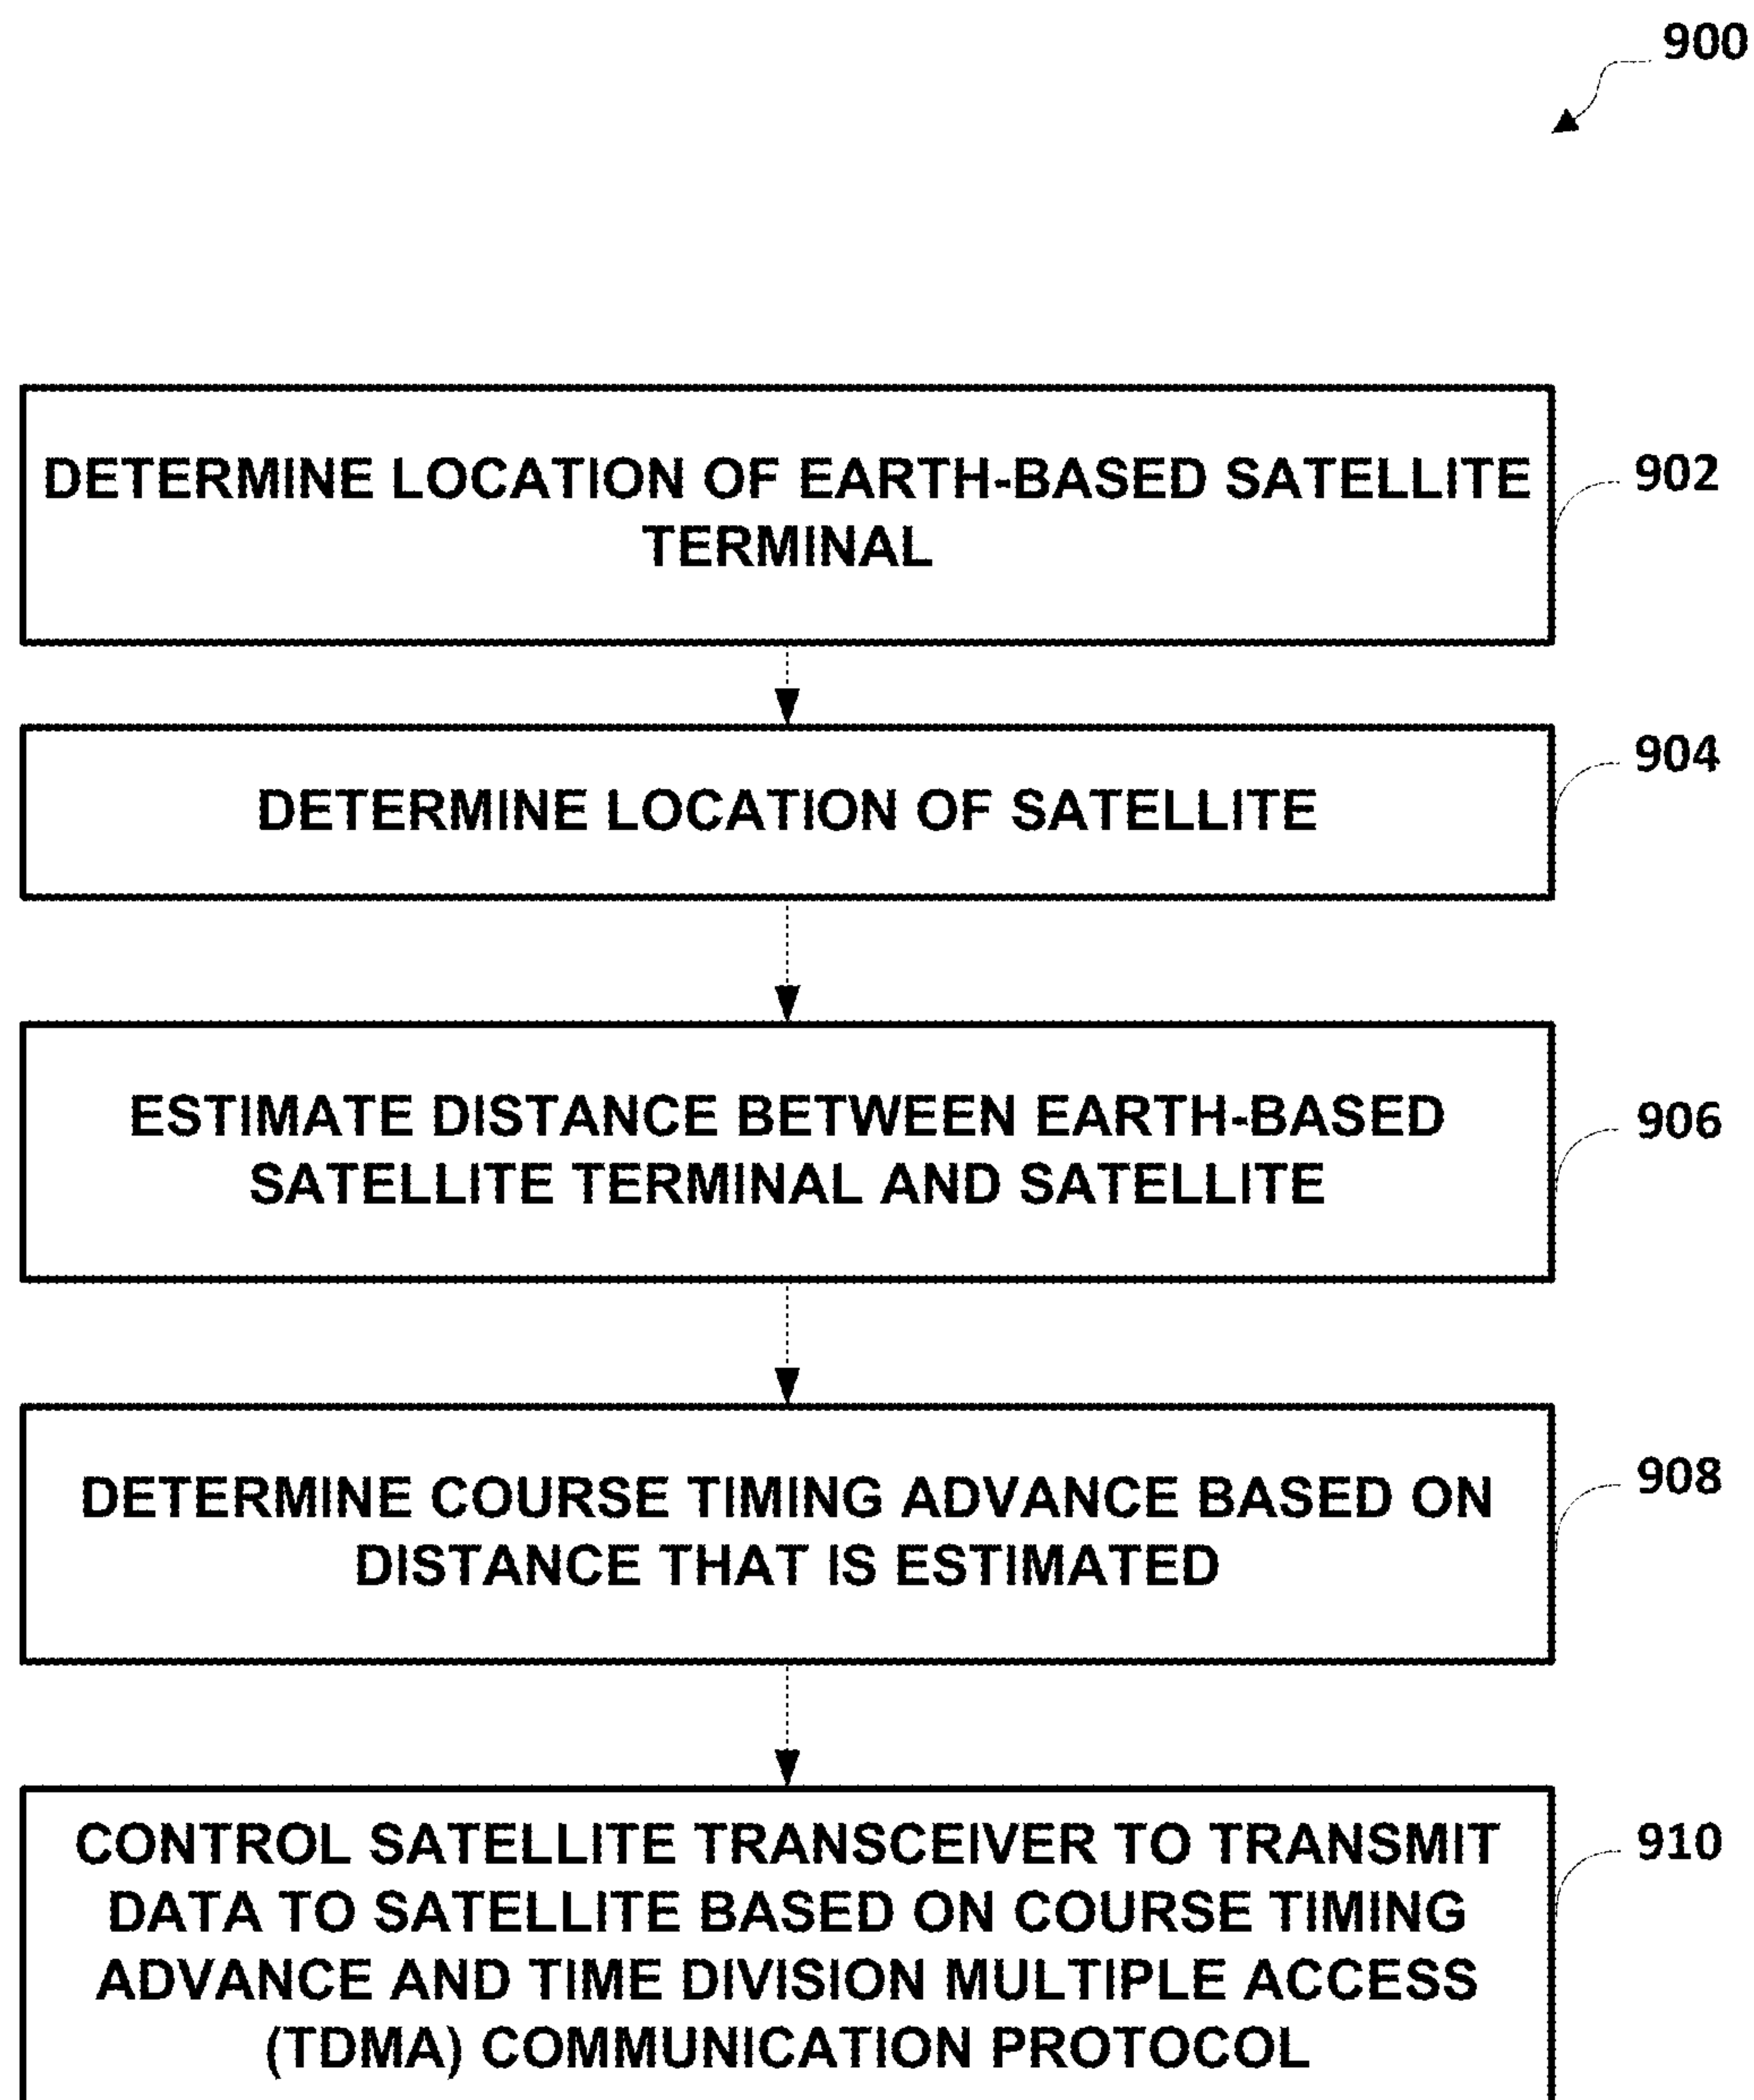 900
DETERMINE LOCATION OF EARTH-BASED SATELLITE
TERMINAL
902
DETERMINE LOCATION OF SATELLITE
904
ESTIMATE DISTANCE BETWEEN EARTH-BASED
SATELLITE TERMINAL AND SATELLITE
906
DETERMINE COURSE TIMING ADVANCE BASED ON
DISTANCE THAT IS ESTIMATED
908
CONTROL SATELLITE TRANSCEIVER TO TRANSMIT
DATA TO SATELLITE BASED ON COURSE TIMING
ADVANCE AND TIME DIVISION MULTIPLE ACCESS
(TDMA) COMMUNICATION PROTOCOL
910